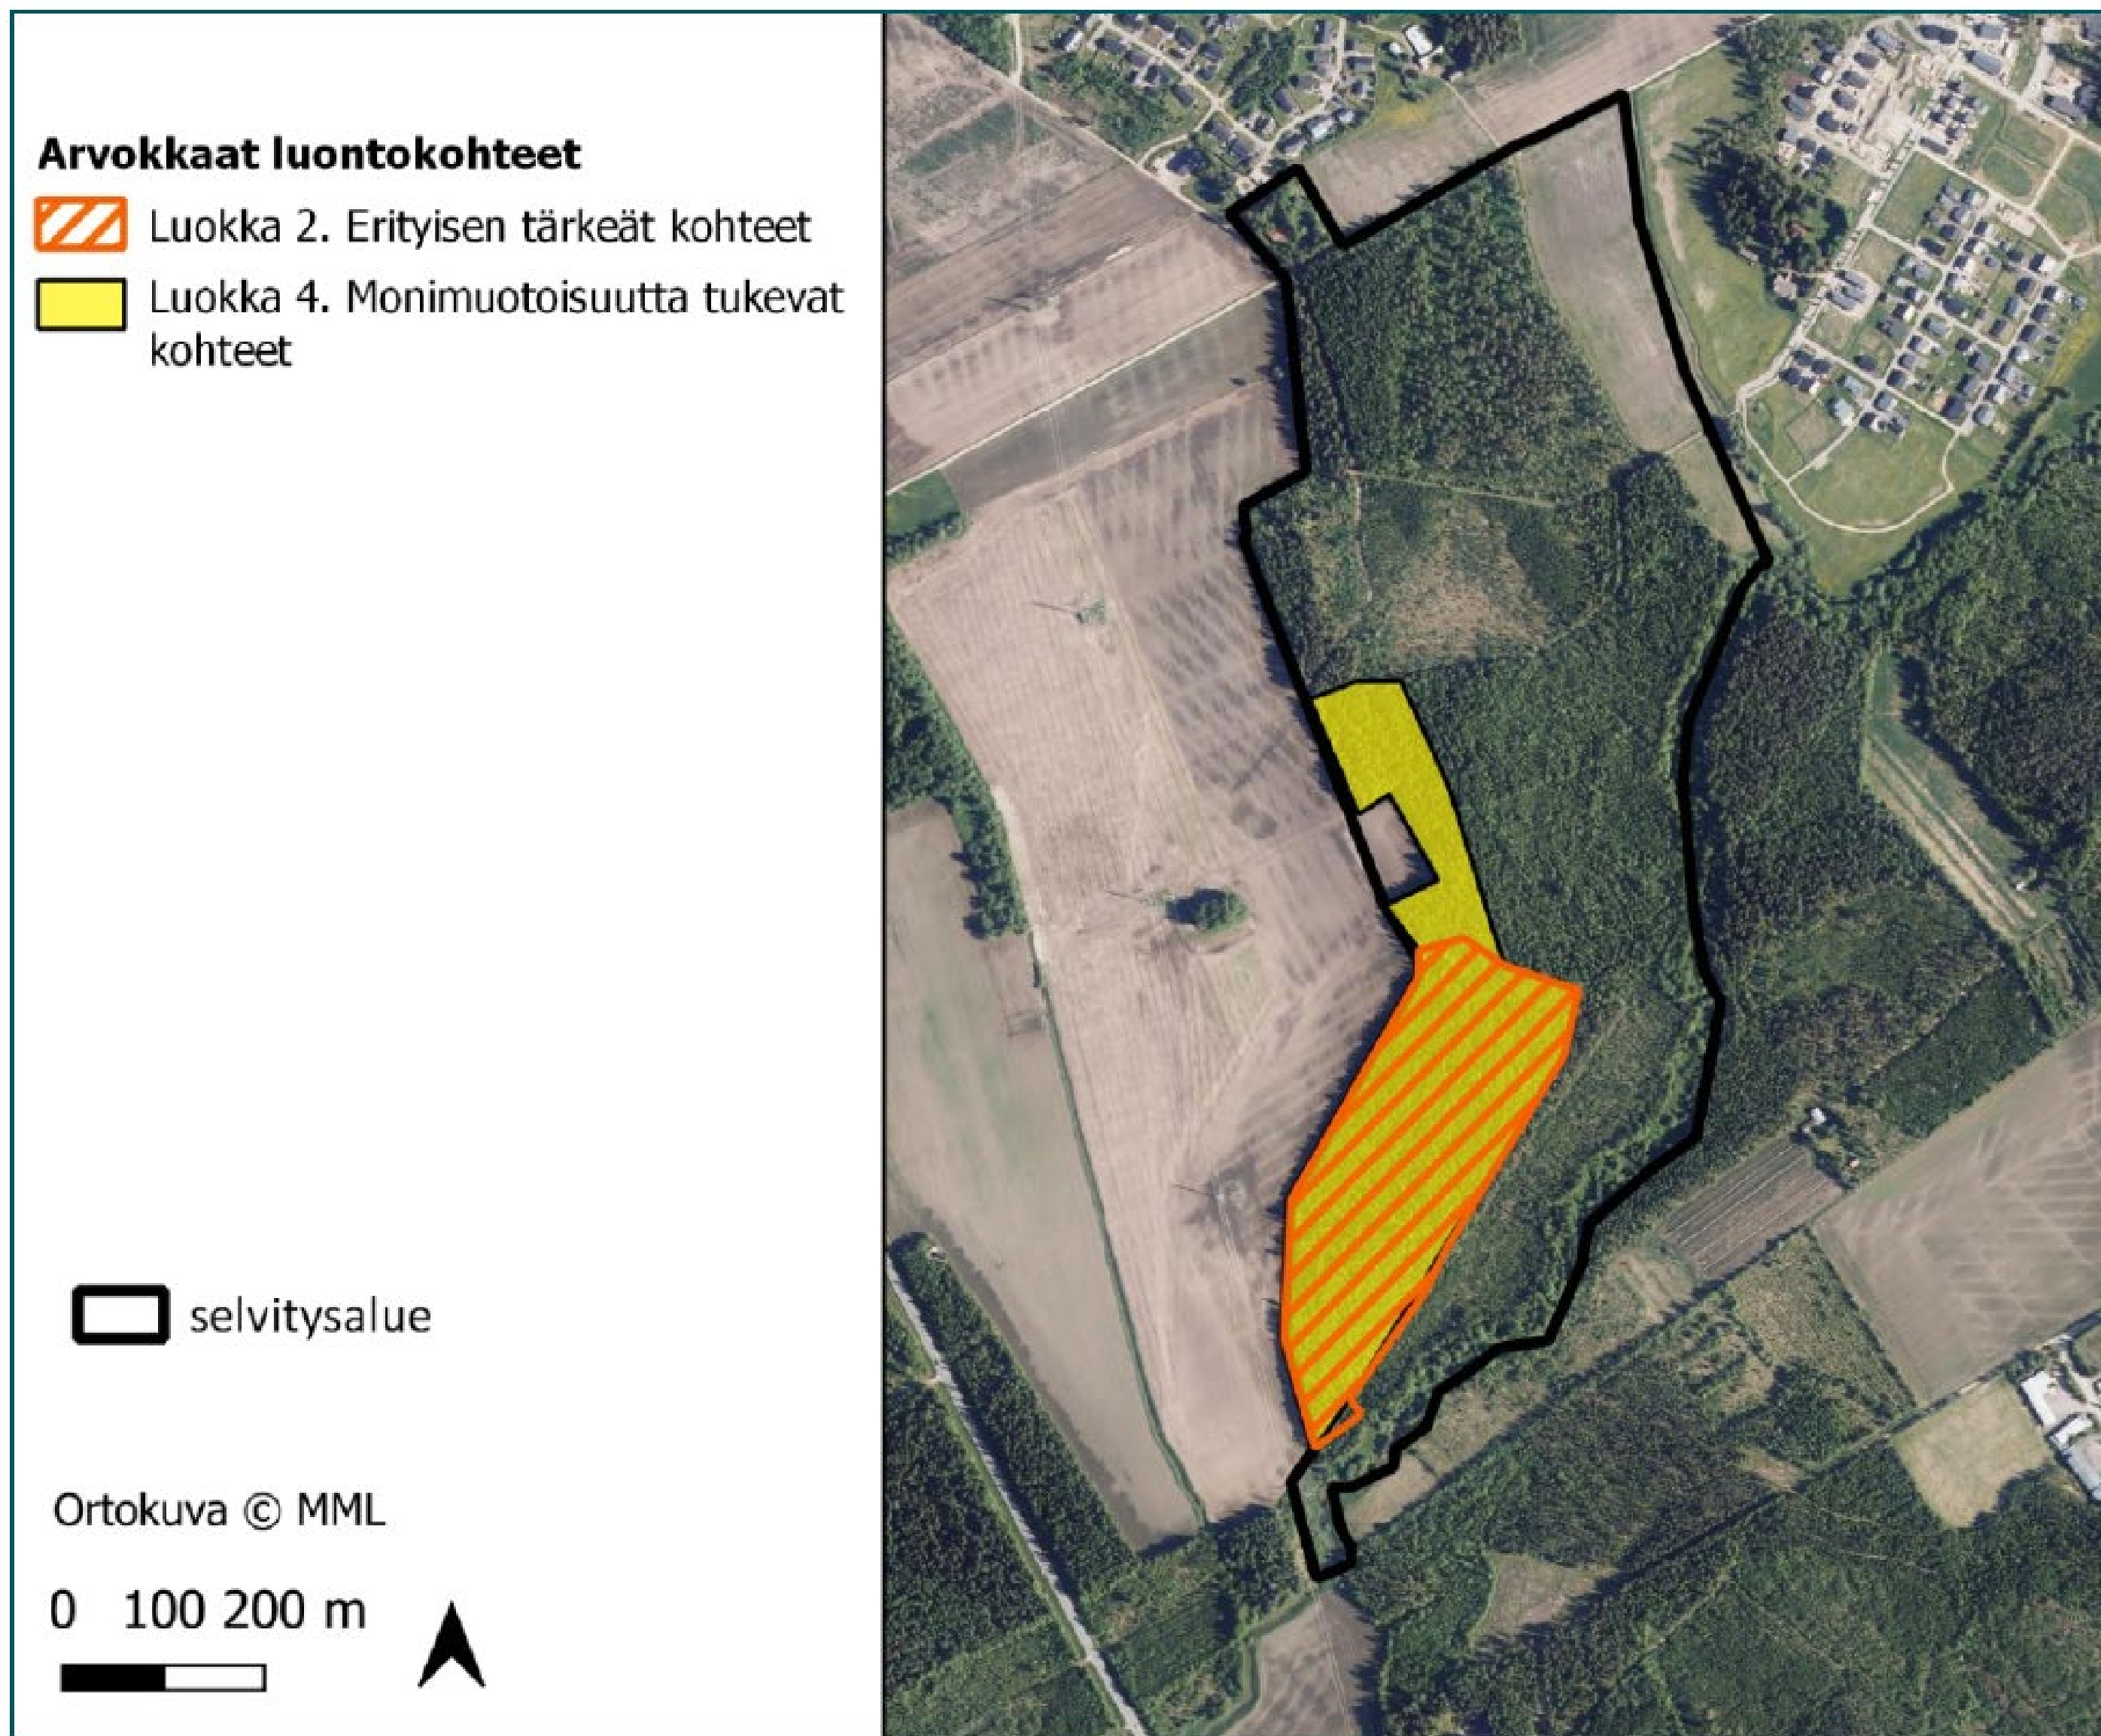 Arvokkaat luontokohteet
Luokka 2. Erityisen tärkeät kohteet
Luokka 4. Monimuotoisuutta tukevat
kohteet
selvitysalue
Ortokuva © MML
0 100 200 m